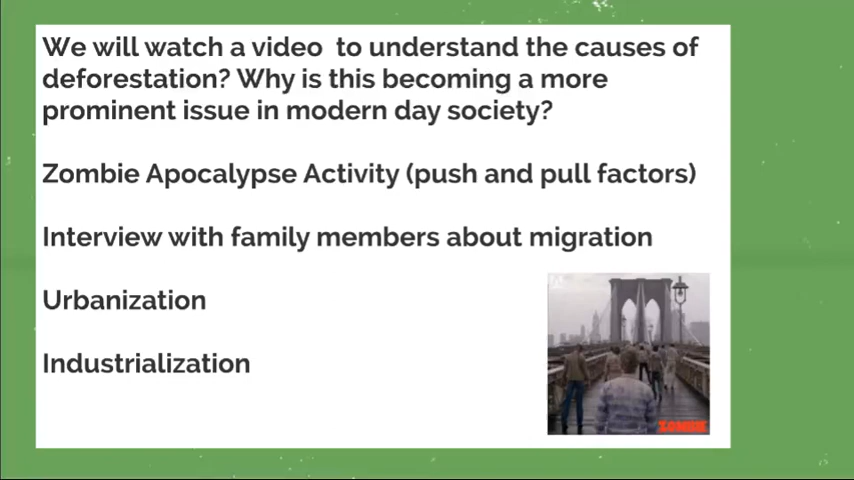 We will watch a video  to understand the causes of
deforestation? Why is this becoming a more
prominent issue in modern day society?
Zombie Apocalypse Activity (push and pull factors)
Interview with family members about migration
Urbanization
Industrialization
ZOMBIE